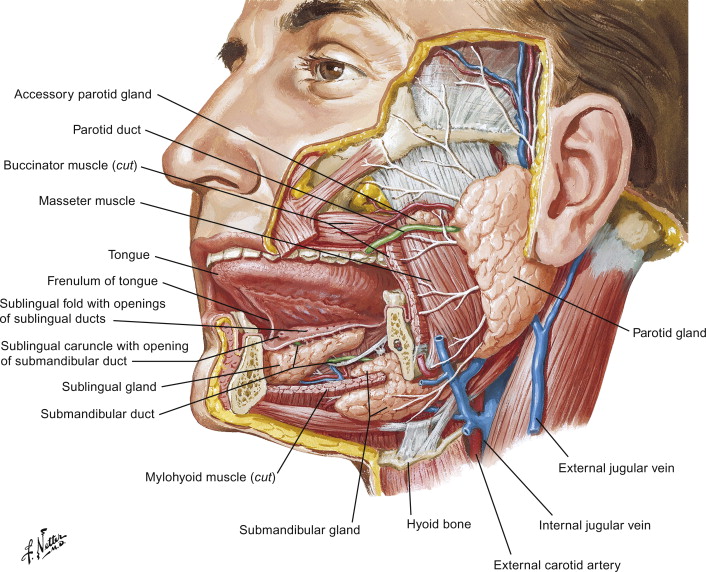 Accessory parotid gland
Parotid duct
Buccinator muscle (cut)
Masseter muscle
Tongue
Frenulum of tongue
Sublingual fold with openings
of sublingual ducts
Sublingual caruncle with opening
of submandibular duct
Sublingual gland
Submandibular duct
Mylohyoid muscle (cut)
Submandibular gland
Hyoid bone
External carotid artery
Internal jugular vein
External jugular vein
Parotid gland
F. Netter
M.D.